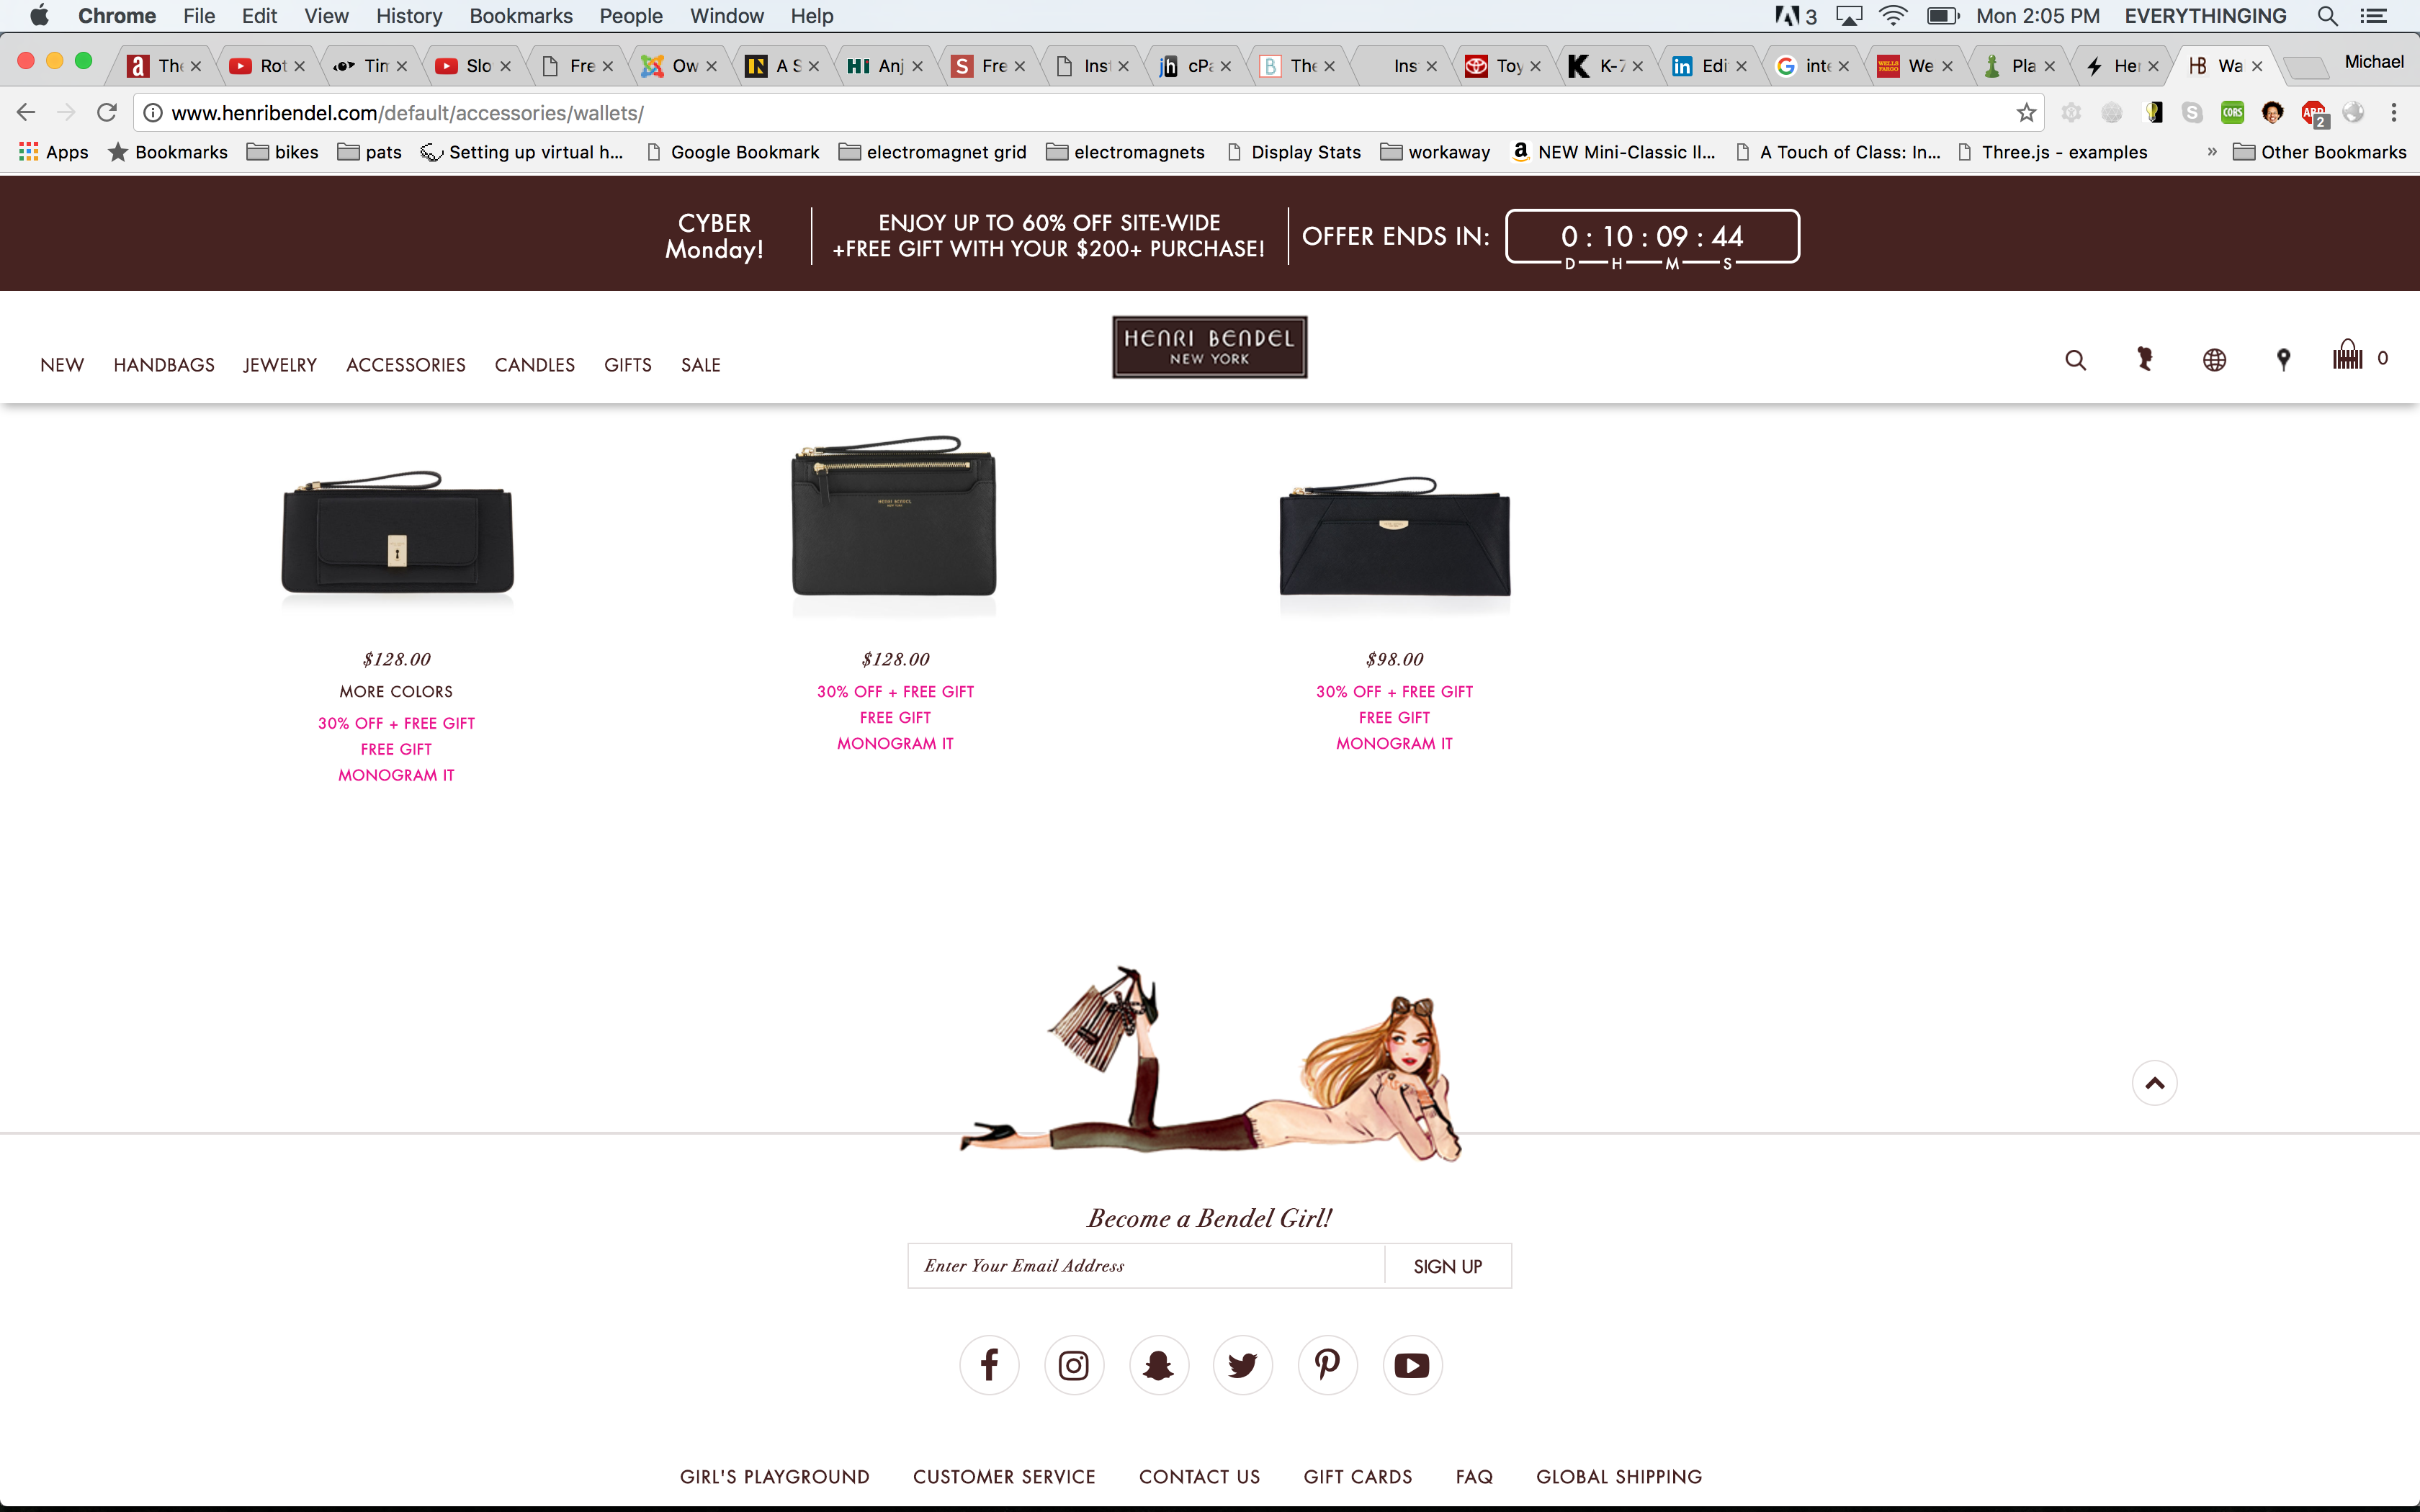 Chrome File Edit View History Bookmarks People Window Help 3 Mon 2:05 PM EVERYTHINGING
The Rot Tim Slo Fre Ow A S Anj Fre Inst cPa The Ins Toy K-7 Edi inte We Pla Her Wa Michael
www.henribendel.com/default/accessories/wallets/
Apps Bookmarks bikes pats Setting up virtual h... Google Bookmark electromagnet grid electromagnets Display Stats workaway NEW Mini-Classic II... A Touch of Class: In... Three.js - examples » Other Bookmarks
CYBER
Monday!
ENJOY UP TO 60% OFF SITE-WIDE
+FREE GIFT WITH YOUR $200+ PURCHASE!
OFFER ENDS IN: 0 : 10 : 09 : 44
D H M S
HENRI BENDEL
NEW YORK
NEW HANDBAGS JEWELRY ACCESSORIES CANDLES GIFTS SALE 0
HENRI BENDEL
NEW YORK
$128.00
MORE COLORS
30% OFF + FREE GIFT
FREE GIFT
MONOGRAM IT
$128.00
30% OFF + FREE GIFT
FREE GIFT
MONOGRAM IT
$98.00
30% OFF + FREE GIFT
FREE GIFT
MONOGRAM IT
Become a Bendel Girl!
Enter Your Email Address SIGN UP
GIRL'S PLAYGROUND CUSTOMER SERVICE CONTACT US GIFT CARDS FAQ GLOBAL SHIPPING